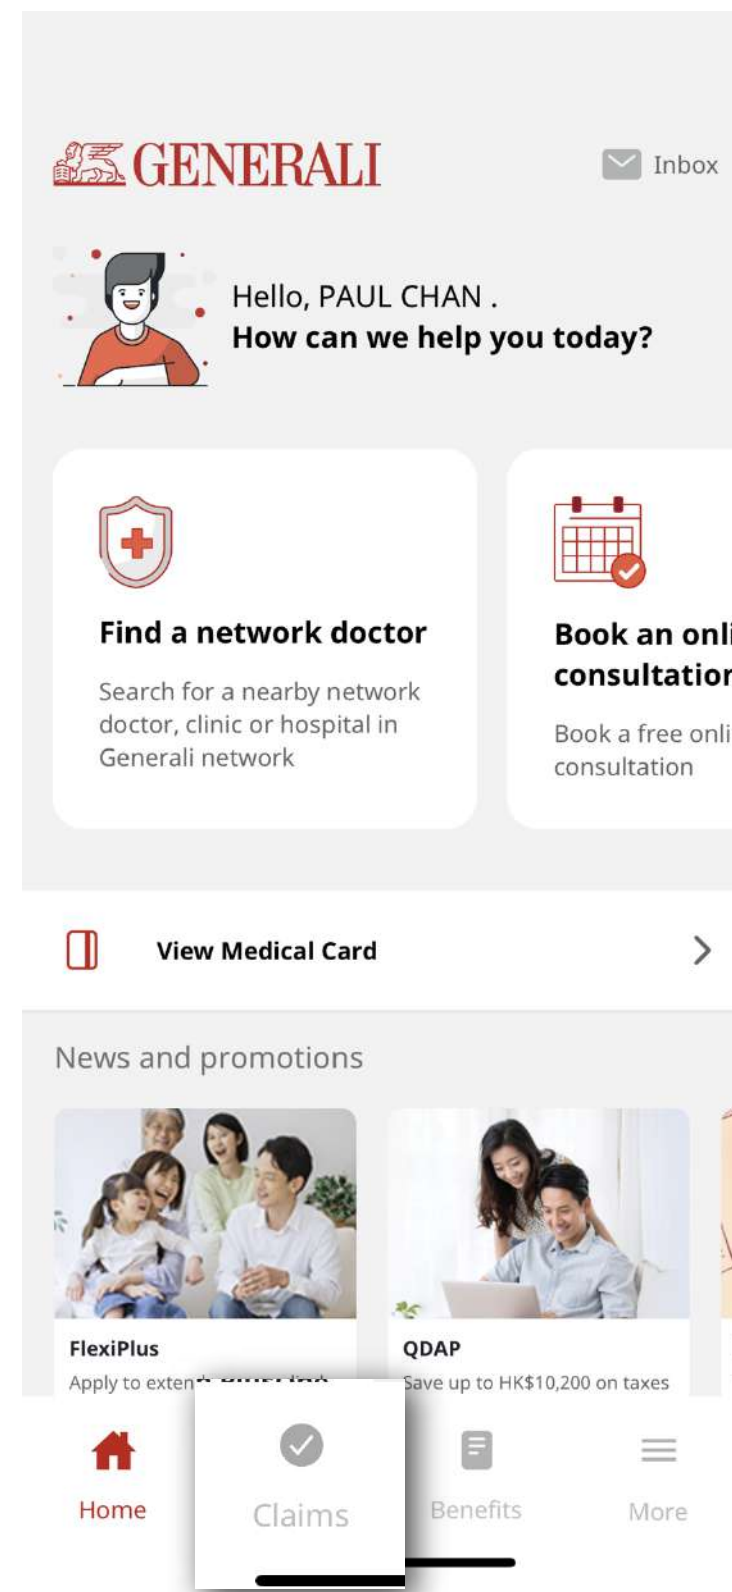 GENERALI
Inbox
Hello, PAUL CHAN .
How can we help you today?
Find a network doctor
Search for a nearby network
doctor, clinic or hospital in
Generali network
Book an onli
consultation
Book a free onli
consultation
View Medical Card
News and promotions
FlexiPlus
Apply to exten
QDAP
Save up to HK$10,200 on taxes
Home
Claims
Benefits
More